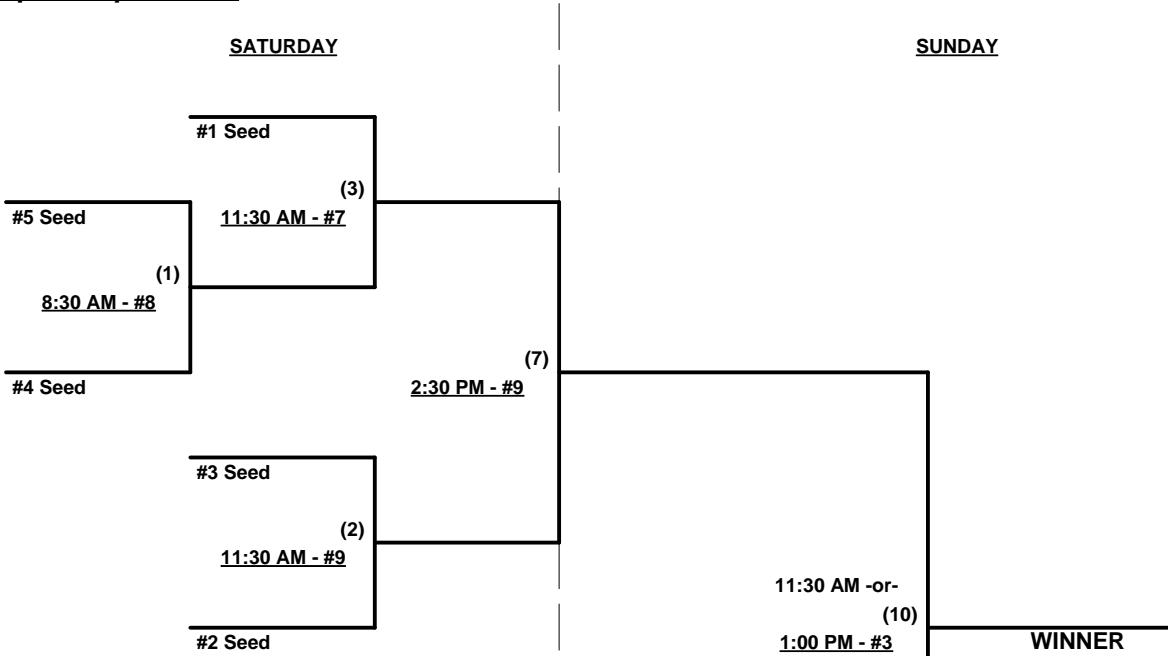 SATURDAY
SUNDAY
#1 Seed
(3)
11:30 AM - #7
#5 Seed
(1)
8:30 AM - #8
#4 Seed
(7)
2:30 PM - #9
#3 Seed
(2)
11:30 AM - #9
#2 Seed
11:30 AM -or-
(10)
1:00 PM - #3
WINNER